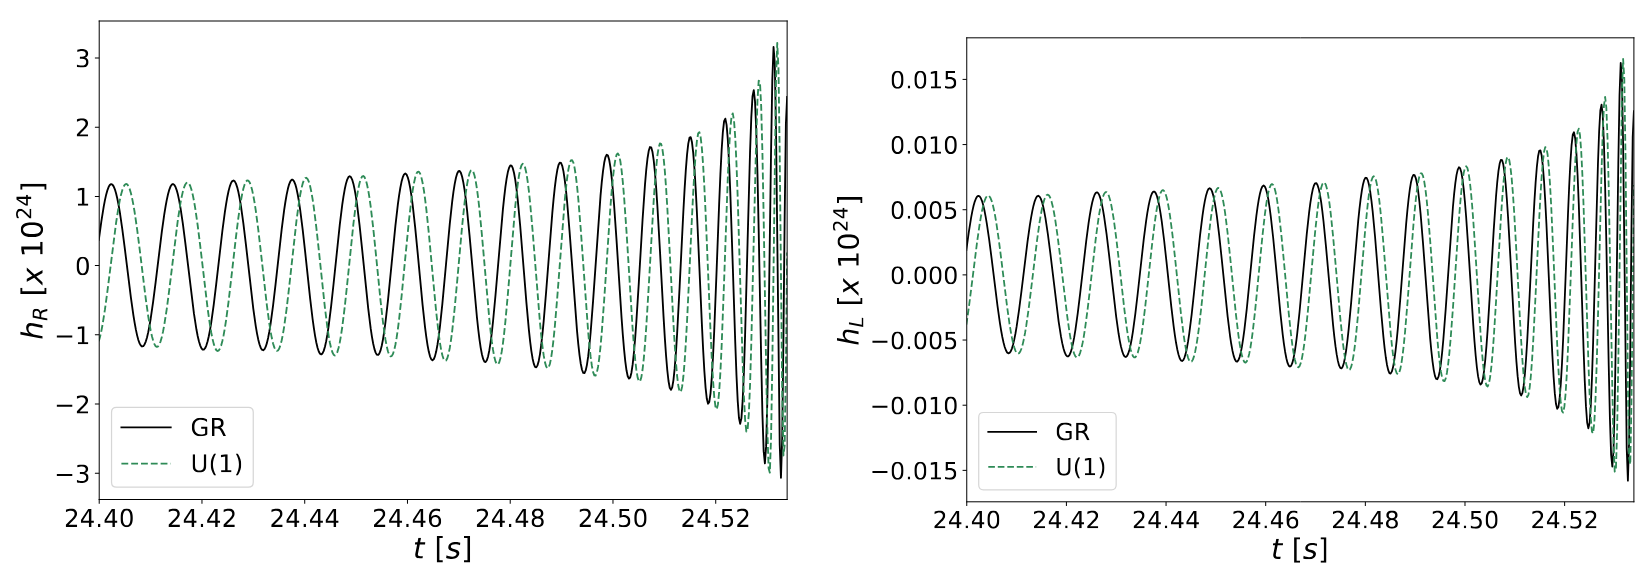 3
2
1
0
−1
−2
−3
h_R [x 10^24]
GR
U(1)
24.40 24.42 24.44 24.46 24.48 24.50 24.52
t [s]
0.015
0.010
0.005
0.000
−0.005
−0.010
−0.015
h_L [x 10^24]
GR
U(1)
24.40 24.42 24.44 24.46 24.48 24.50 24.52
t [s]